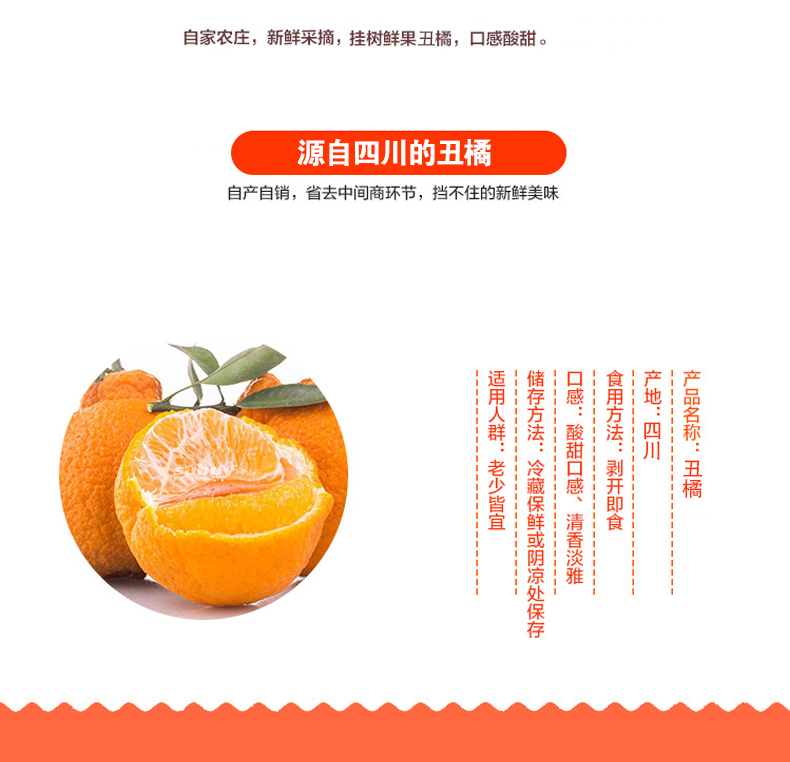 自家农庄，新鲜采摘，挂树鲜果丑橘，口感酸甜。
源自四川的丑橘
自产自销，省去中间商环节，挡不住的新鲜美味
产品名称：丑橘
产地：四川
食用方法：剥开即食
口感：酸甜口感、清香淡雅
储存方法：冷藏保鲜或阴凉处保存
适用人群：老少皆宜